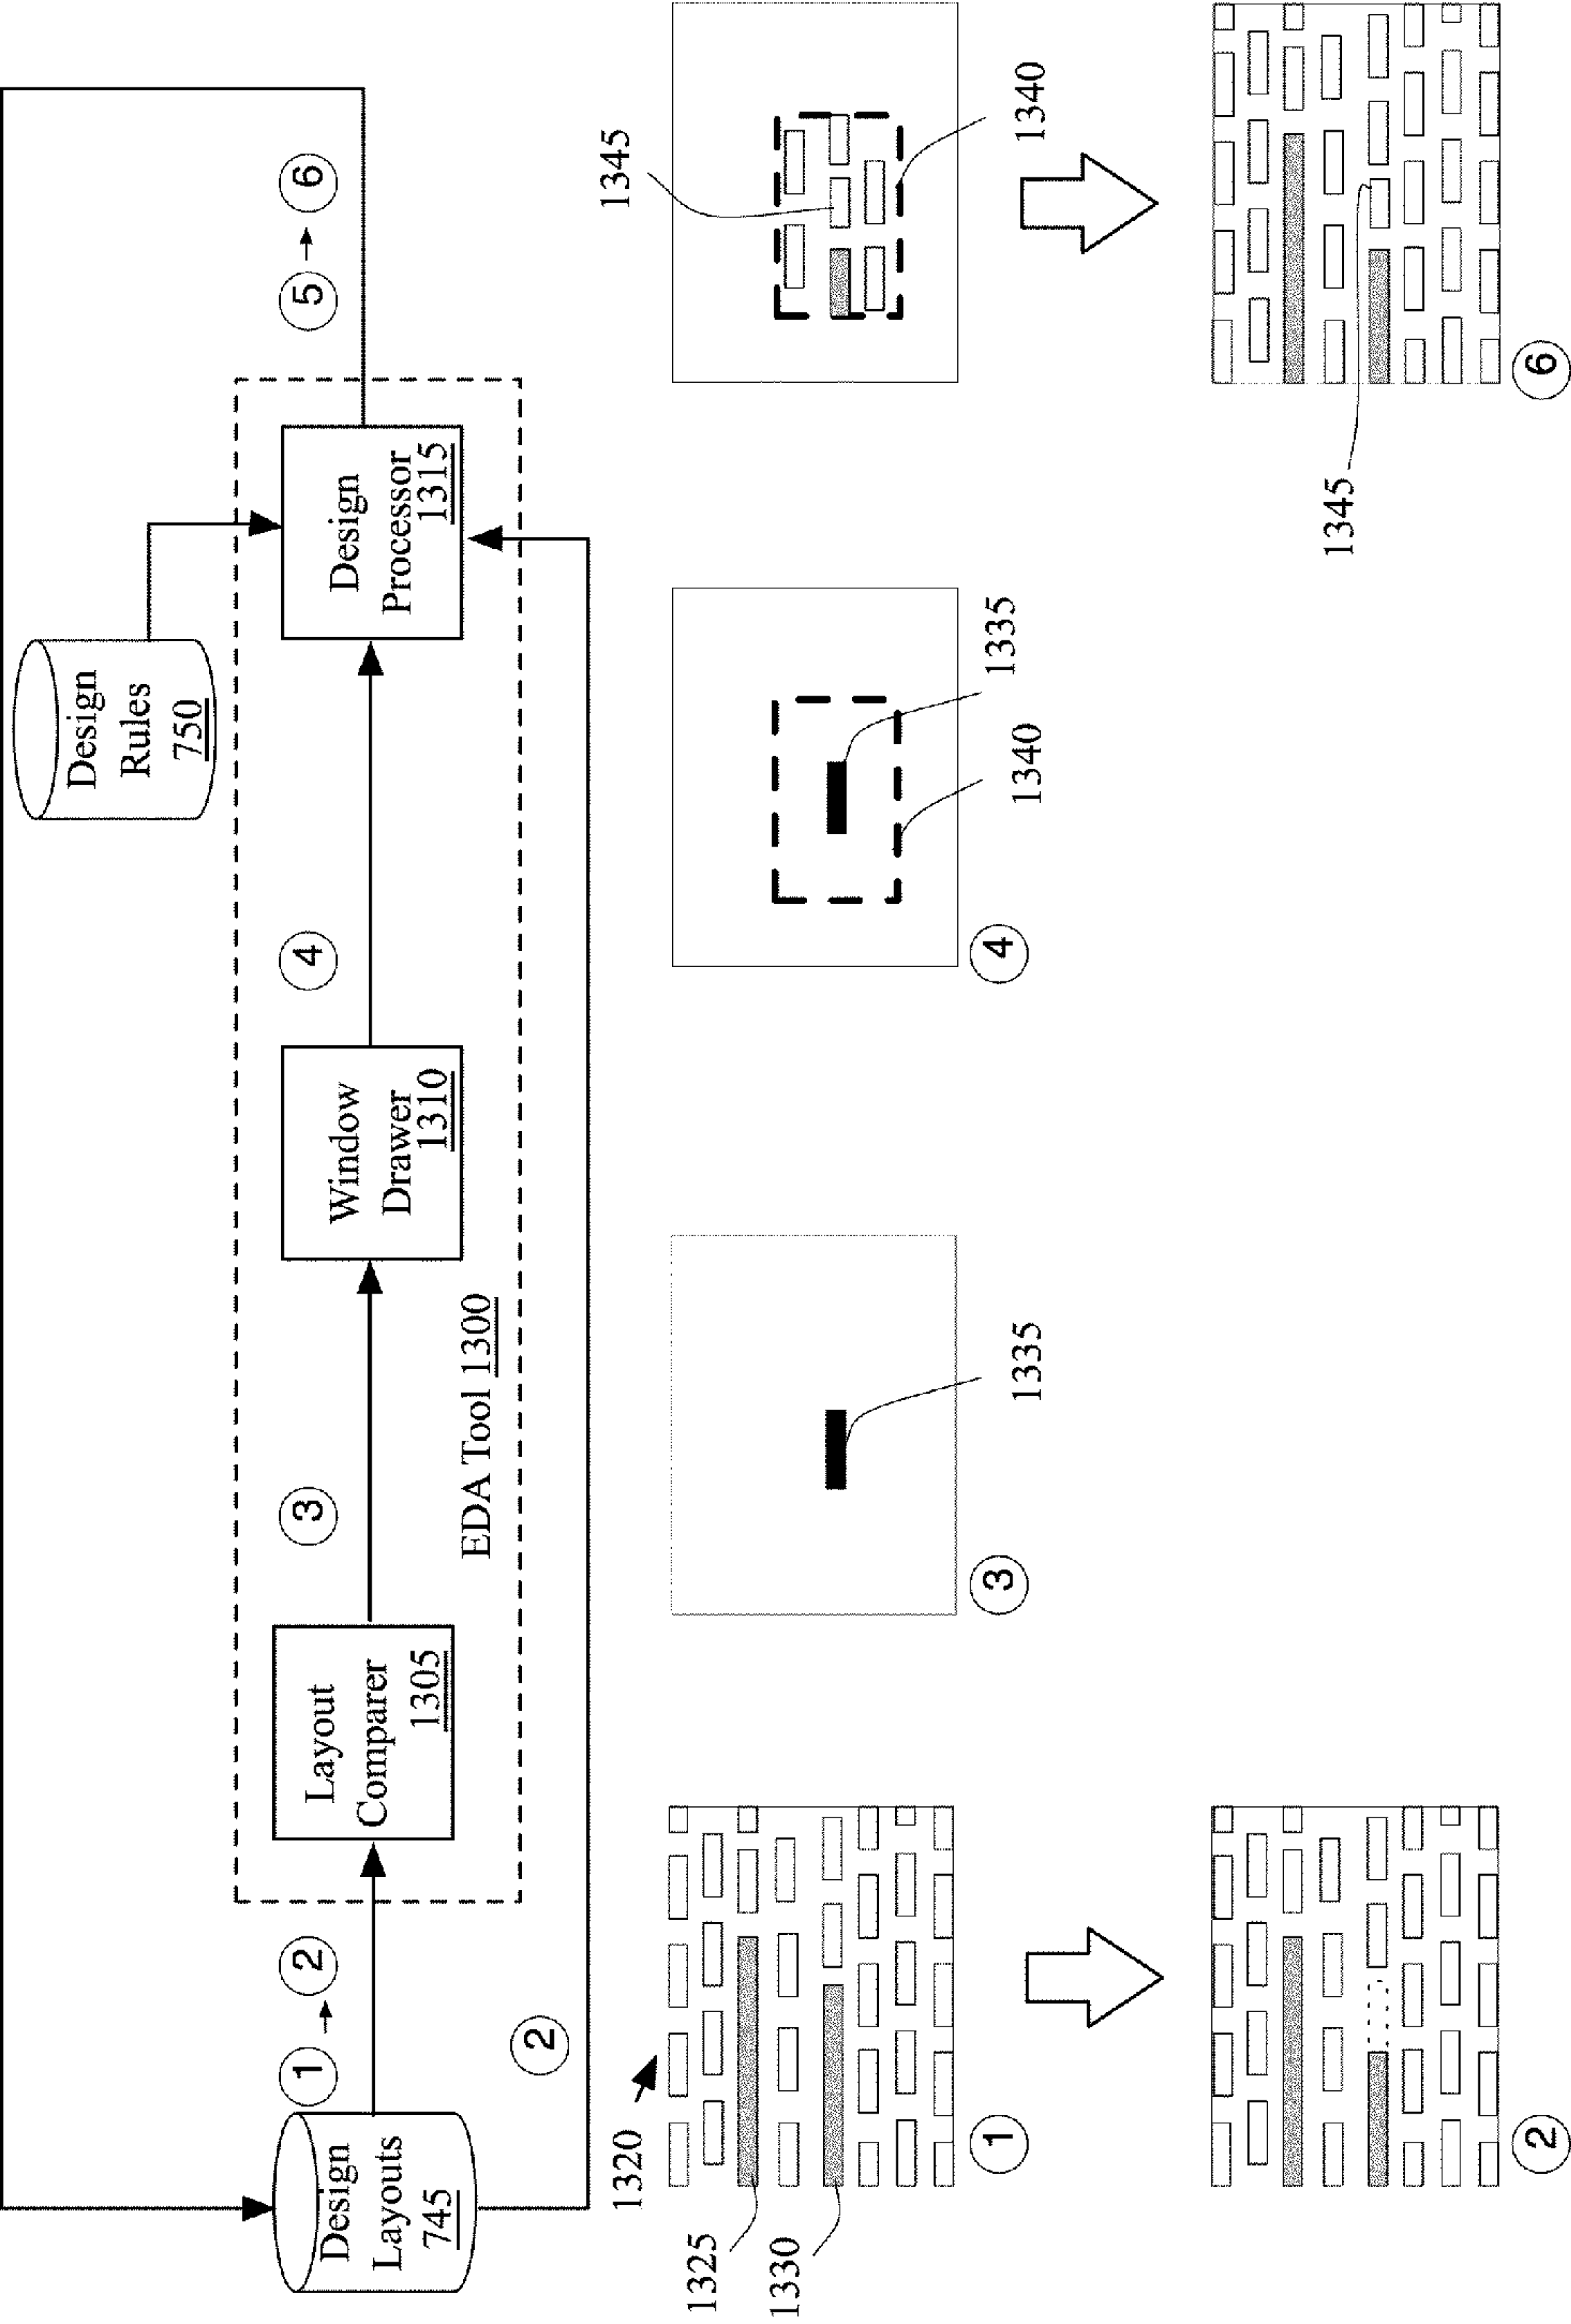 Design
Layouts
745
1 → 2
2
Layout
Comparer
1305
3
EDA Tool 1300
Window
Drawer
1310
4
Design
Rules
750
Design
Processor
1315
5 → 6
1320
1325
1330
1
2
1335
3
1335
1340
4
1345
1340
1345
6